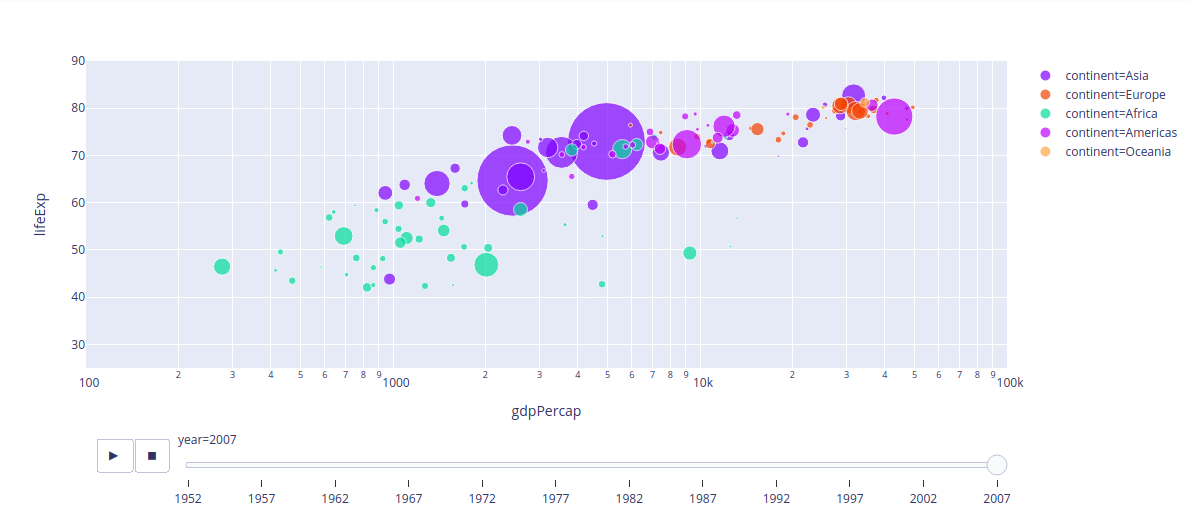 90
80
70
60
50
40
30
lifeExp
continent=Asia
continent=Europe
continent=Africa
continent=Americas
continent=Oceania
2 3 4 5 6 7 8 9 2 3 4 5 6 7 8 9 2 3 4 5 6 7 8 9
100 1000 10k 100k
gdpPercap
year=2007
1952 1957 1962 1967 1972 1977 1982 1987 1992 1997 2002 2007